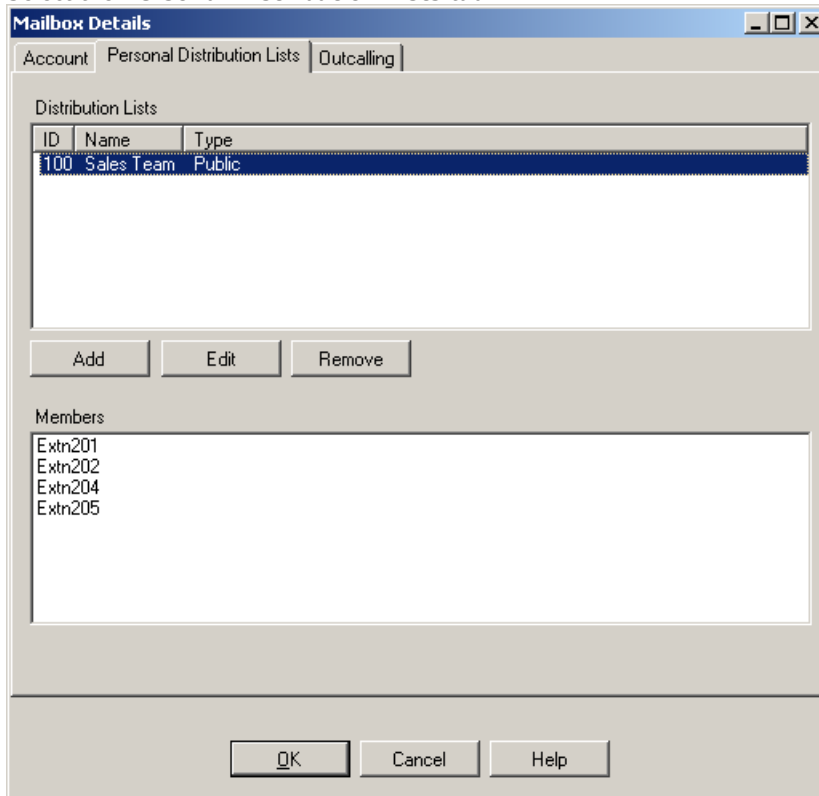 Mailbox Details
Account Personal Distribution Lists Outcalling
Distribution Lists
ID Name Type
100 Sales Team Public
Add Edit Remove
Members
Extn201
Extn202
Extn204
Extn205
OK Cancel Help